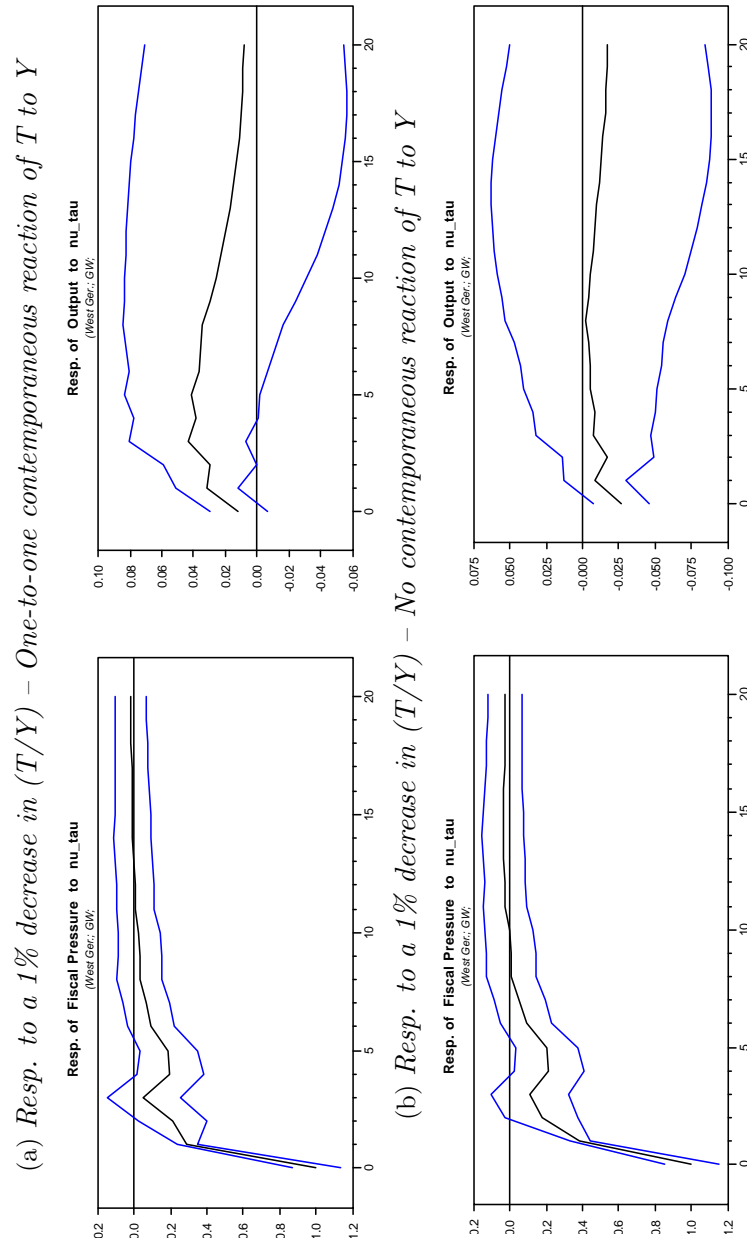 (a) Resp. to a 1% decrease in (T/Y) – One-to-one contemporaneous reaction of T to Y
Resp. of Fiscal Pressure to nu_tau
(West Ger.; GW;
0.2
0.0
0.2
0.4
0.6
0.8
1.0
1.2
0 5 10 15 20
Resp. of Output to nu_tau
(West Ger.; GW;
0.10
0.08
0.06
0.04
0.02
0.00
-0.02
-0.04
-0.06
0 5 10 15 20
(b) Resp. to a 1% decrease in (T/Y) – No contemporaneous reaction of T to Y
Resp. of Fiscal Pressure to nu_tau
(West Ger.; GW;
0.2
0.0
0.2
0.4
0.6
0.8
1.0
1.2
0 5 10 15 20
Resp. of Output to nu_tau
(West Ger.; GW;
0.075
0.050
0.025
-0.000
-0.025
-0.050
-0.075
-0.100
0 5 10 15 20